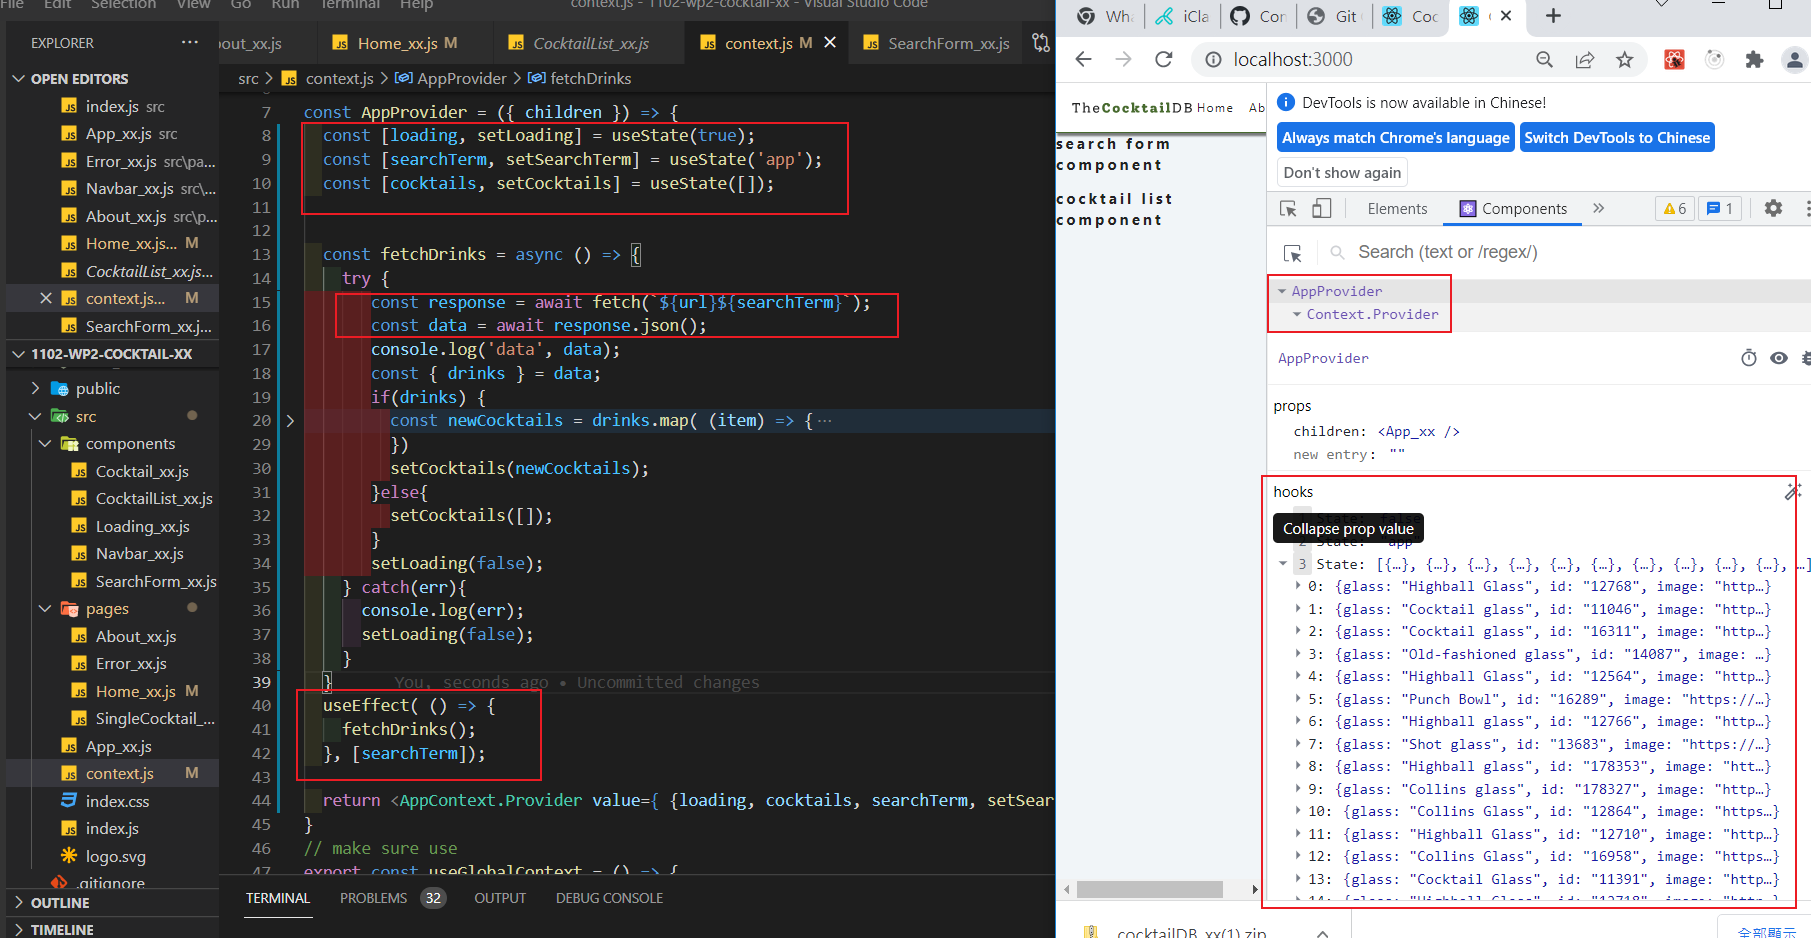 File Edit Selection View Go Run Terminal Help
context.js - 1102-wp2-cocktail-xx - Visual Studio Code
EXPLORER ···
OPEN EDITORS
index.js src
App_xx.js src
Error_xx.js src\pa...
Navbar_xx.js src\...
About_xx.js src\p...
Home_xx.js... M
CocktailList_xx.js...
context.js... M
SearchForm_xx.j...
1102-WP2-COCKTAIL-XX
public
src
components
Cocktail_xx.js
CocktailList_xx.js
Loading_xx.js
Navbar_xx.js
SearchForm_xx.js
pages
About_xx.js
Error_xx.js
Home_xx.js M
SingleCocktail_...
App_xx.js
context.js M
index.css
index.js
logo.svg
.gitignore
OUTLINE
TIMELINE
bout_xx.js
Home_xx.js M
CocktailList_xx.js
context.js M
SearchForm_xx.js
src > context.js > AppProvider > fetchDrinks
7 const AppProvider = ({ children }) => {
8 const [loading, setLoading] = useState(true);
9 const [searchTerm, setSearchTerm] = useState('app');
10 const [cocktails, setCocktails] = useState([]);
11
12
13 const fetchDrinks = async () => {
14 try {
15 const response = await fetch(`${url}${searchTerm}`);
16 const data = await response.json();
17 console.log('data', data);
18 const { drinks } = data;
19 if(drinks) {
20 const newCocktails = drinks.map( (item) => { ···
29 })
30 setCocktails(newCocktails);
31 }else{
32 setCocktails([]);
33 }
34 setLoading(false);
35 } catch(err){
36 console.log(err);
37 setLoading(false);
38 }
39 } You, seconds ago • Uncommitted changes
40 useEffect( () => {
41 fetchDrinks();
42 }, [searchTerm]);
43
44 return <AppContext.Provider value={ {loading, cocktails, searchTerm, setSear
45 }
46 // make sure use
47 export const useGlobalContext = () => {
TERMINAL PROBLEMS 32 OUTPUT DEBUG CONSOLE
Wh
iCla
Cor
Git
Coc
localhost:3000
TheCocktailDB Home Ab
search form
component
cocktail list
component
DevTools is now available in Chinese!
Always match Chrome's language
Switch DevTools to Chinese
Don't show again
Elements Components » 6 1
Search (text or /regex/)
AppProvider
Context.Provider
AppProvider
props
children: <App_xx />
new entry: ""
hooks
Collapse prop value
2 State: "app"
3 State: [{…}, {…}, {…}, {…}, {…}, {…}, {…}, {…}, {…}, {…}, …]
0: {glass: "Highball Glass", id: "12768", image: "http…}
1: {glass: "Cocktail glass", id: "11046", image: "http…}
2: {glass: "Cocktail glass", id: "16311", image: "http…}
3: {glass: "Old-fashioned glass", id: "14087", image: …}
4: {glass: "Highball Glass", id: "12564", image: "http…}
5: {glass: "Punch Bowl", id: "16289", image: "https://…}
6: {glass: "Highball glass", id: "12766", image: "http…}
7: {glass: "Shot glass", id: "13683", image: "https://…}
8: {glass: "Highball glass", id: "178353", image: "htt…}
9: {glass: "Collins glass", id: "178327", image: "http…}
10: {glass: "Collins Glass", id: "12864", image: "https…}
11: {glass: "Highball Glass", id: "12710", image: "http…}
12: {glass: "Collins Glass", id: "16958", image: "https…}
13: {glass: "Cocktail Glass", id: "11391", image: "http…}
14: {glass: "Highball Glass", id: "12718", image: "http…}
cocktailDB_xx(1).zip
全部顯示